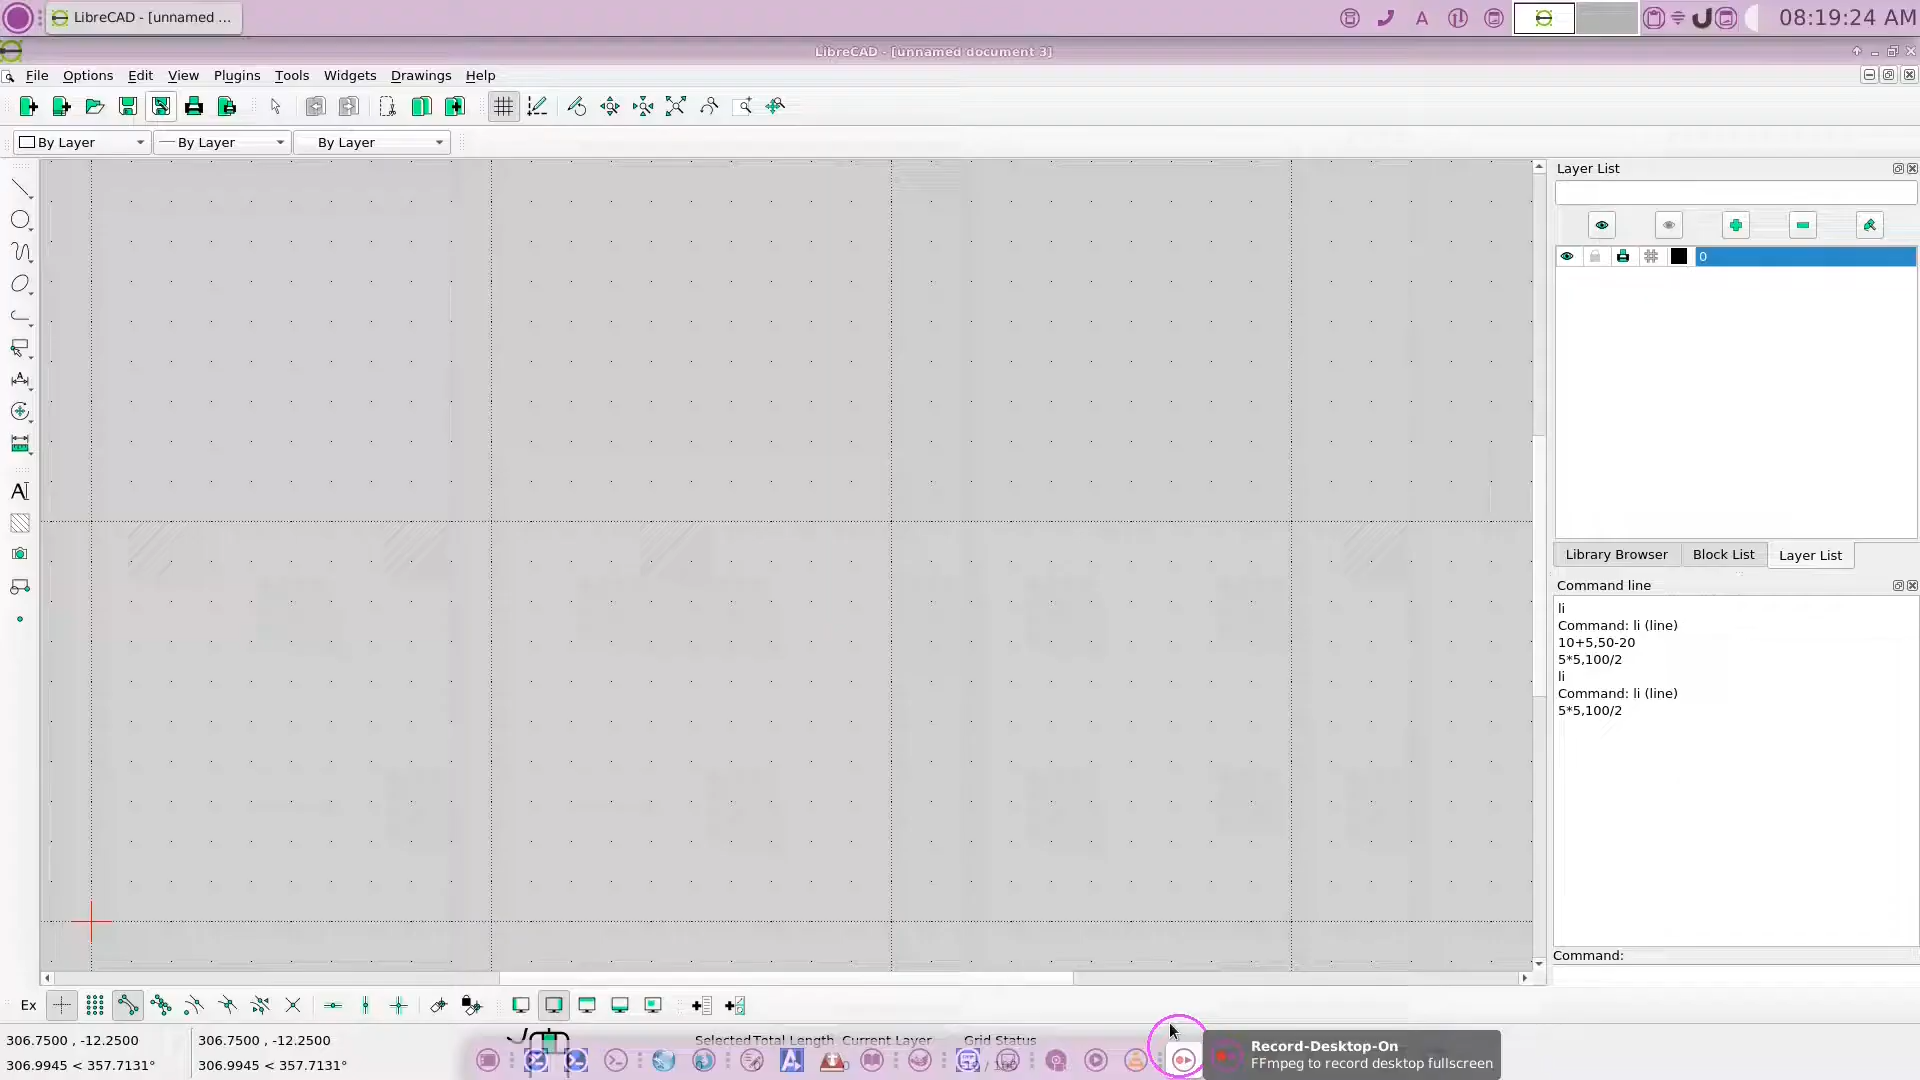 LibreCAD - [unnamed ...
A
08:19:24 AM
LibreCAD - [unnamed document 3]
File Options Edit View Plugins Tools Widgets Drawings Help
By Layer By Layer By Layer
Layer List
0
Library Browser Block List Layer List
Command line
li
Command: li (line)
10+5,50-20
5*5,100/2
li
Command: li (line)
5*5,100/2
Command:
Ex
306.7500 , -12.2500 306.7500 , -12.2500
306.9945 < 357.7131° 306.9945 < 357.7131°
Selected Total Length Current Layer Grid Status
Record-Desktop-On
FFmpeg to record desktop fullscreen